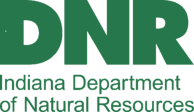 DNR
Indiana Department
of Natural Resources